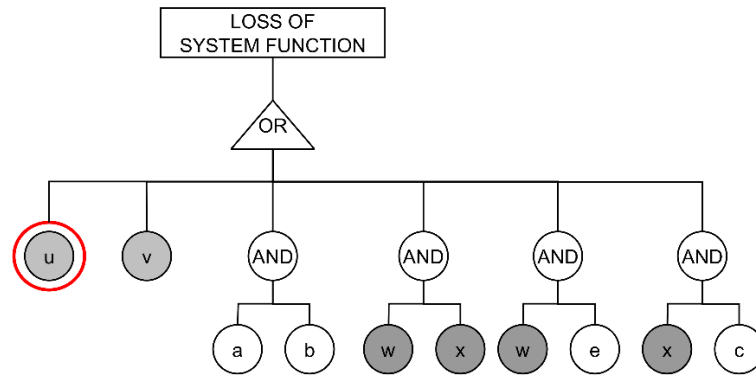 LOSS OF
SYSTEM FUNCTION
OR
u v AND AND AND AND
a b w x w e x c